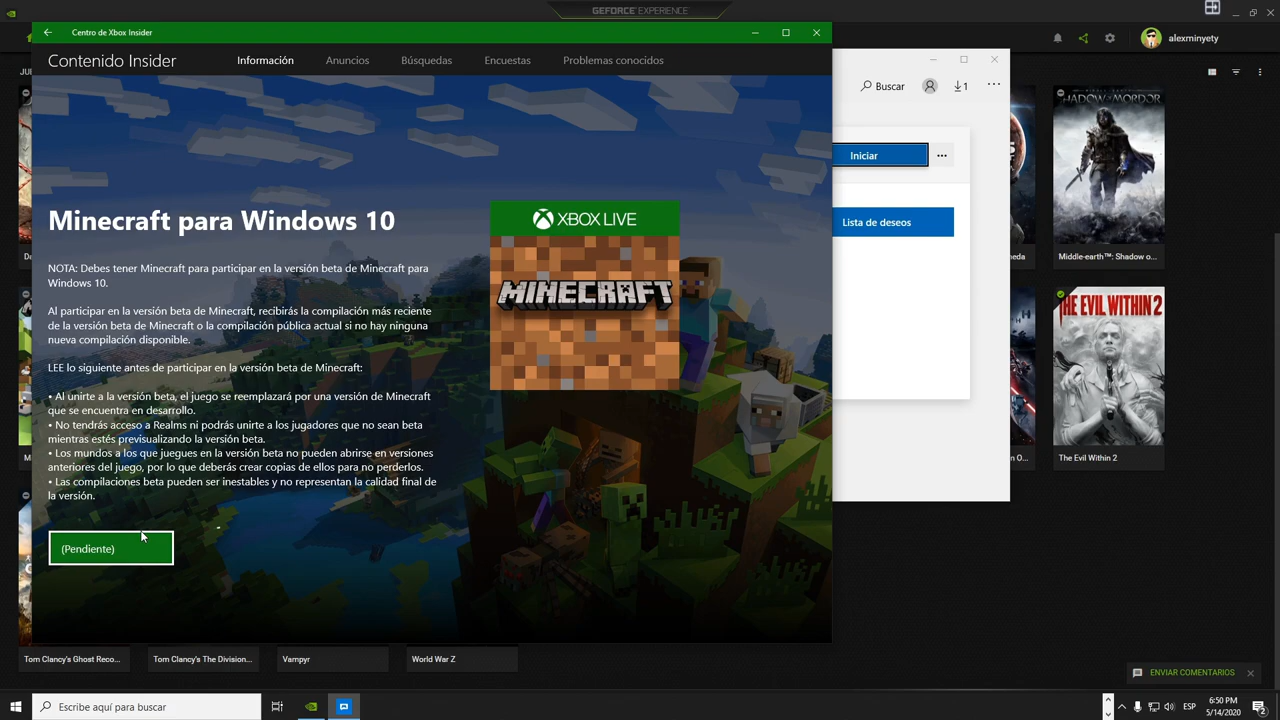 GEFORCE EXPERIENCE
Centro de Xbox Insider
alexminyety
Contenido Insider
Información
Anuncios
Búsquedas
Encuestas
Problemas conocidos
Buscar
1
Iniciar
Lista de deseos
Minecraft para Windows 10
NOTA: Debes tener Minecraft para participar en la versión beta de Minecraft para
Windows 10.
Al participar en la versión beta de Minecraft, recibirás la compilación más reciente
de la versión beta de Minecraft o la compilación pública actual si no hay ninguna
nueva compilación disponible.
LEE lo siguiente antes de participar en la versión beta de Minecraft:
• Al unirte a la versión beta, el juego se reemplazará por una versión de Minecraft
que se encuentra en desarrollo.
• No tendrás acceso a Realms ni podrás unirte a los jugadores que no sean beta
mientras estés previsualizando la versión beta.
• Los mundos a los que juegues en la versión beta no pueden abrirse en versiones
anteriores del juego, por lo que deberás crear copias de ellos para no perderlos.
• Las compilaciones beta pueden ser inestables y no representan la calidad final de
la versión.
(Pendiente)
XBOX LIVE
MINECRAFT
SHADOW OF MORDOR
Middle-earth™: Shadow o...
THE EVIL WITHIN 2
The Evil Within 2
Tom Clancy's Ghost Reco...
Tom Clancy's The Division...
Vampyr
World War Z
ENVIAR COMENTARIOS
Escribe aquí para buscar
ESP
6:50 PM
5/14/2020
2